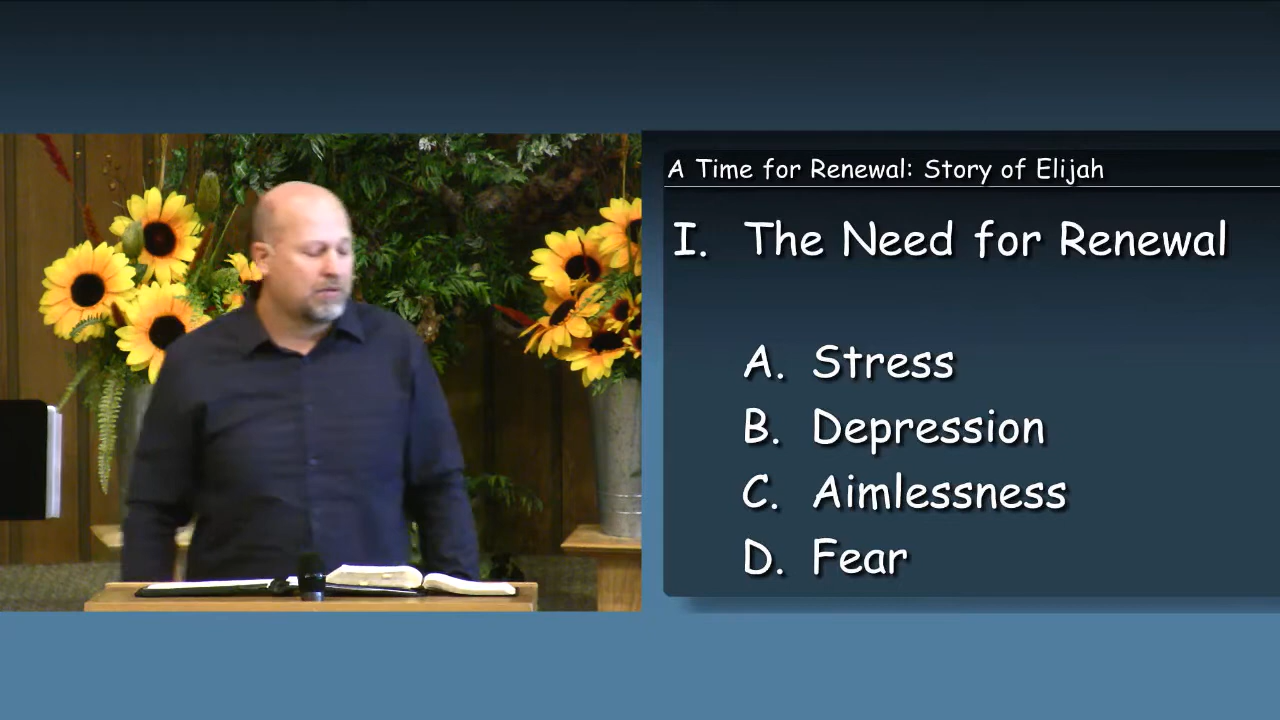 A Time for Renewal: Story of Elijah
I. The Need for Renewal
A. Stress
B. Depression
C. Aimlessness
D. Fear